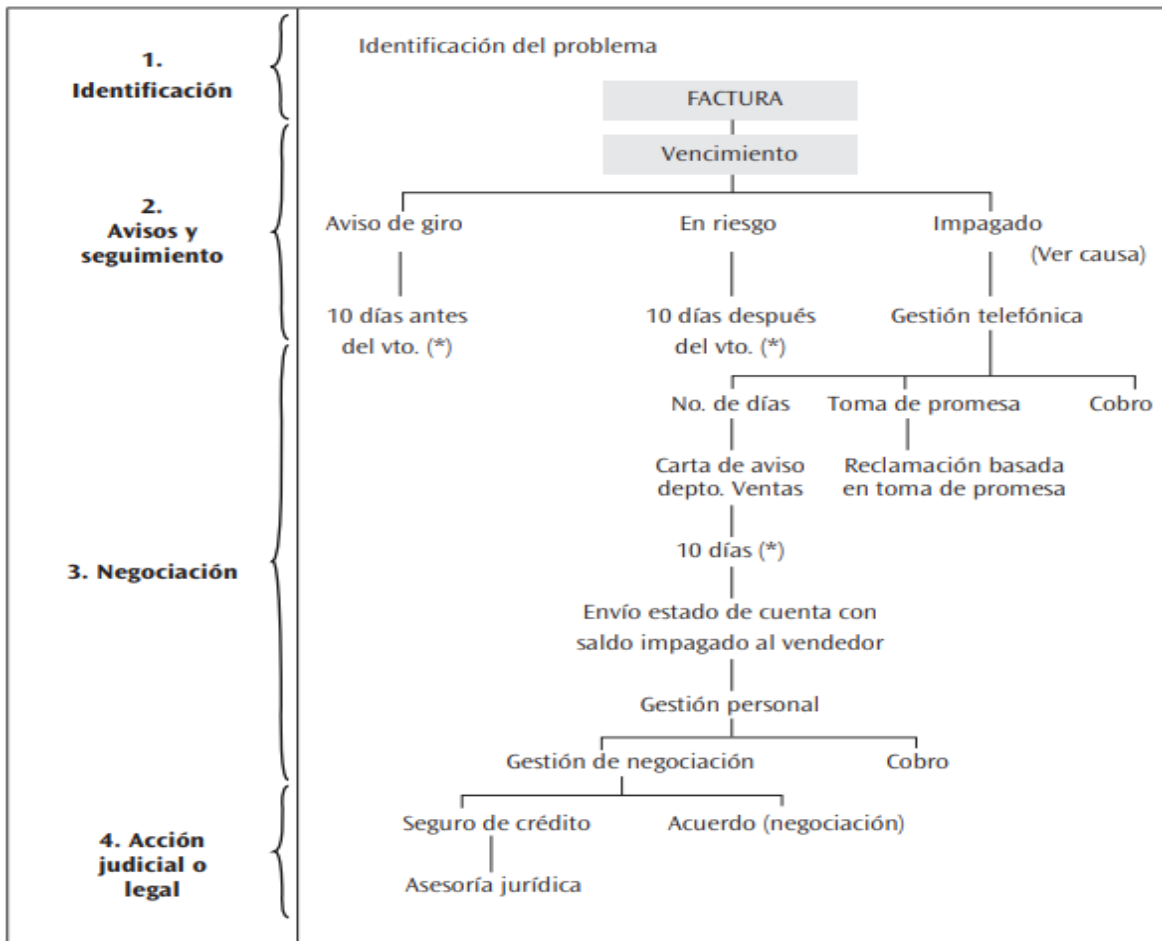 1.
Identificación
Identificación del problema
FACTURA
Vencimiento
2.
Avisos y
seguimiento
Aviso de giro
En riesgo
Impagado
(Ver causa)
10 días antes
del vto. (*)
10 días después
del vto. (*)
Gestión telefónica
3. Negociación
No. de días
Toma de promesa
Cobro
Carta de aviso
depto. Ventas
Reclamación basada
en toma de promesa
10 días (*)
Envío estado de cuenta con
saldo impagado al vendedor
Gestión personal
Gestión de negociación
Cobro
4. Acción
judicial o
legal
Seguro de crédito
Acuerdo (negociación)
Asesoría jurídica